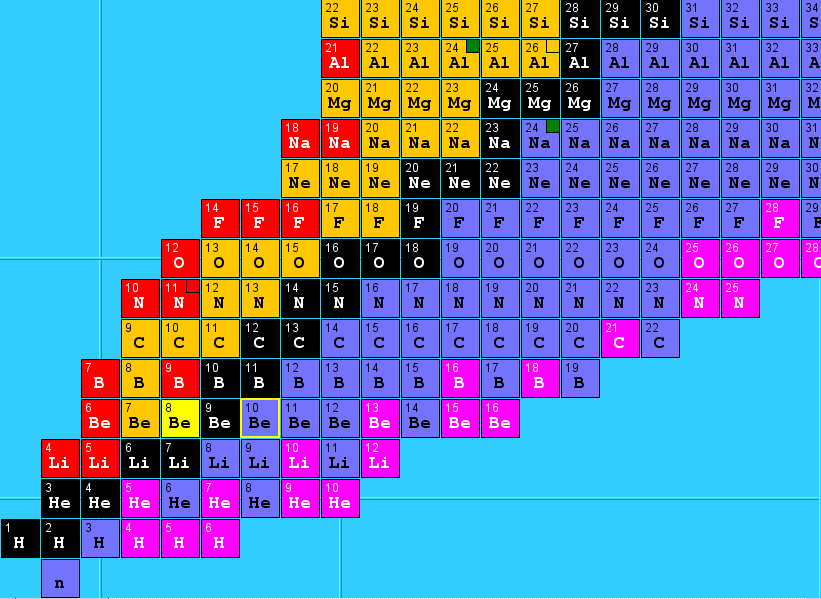 22 23 24 25 26 27 28 29 30 31 32 33 34
Si Si Si Si Si Si Si Si Si Si Si Si Si
21 22 23 24 25 26 27 28 29 30 31 32 33
Al Al Al Al Al Al Al Al Al Al Al Al Al
20 21 22 23 24 25 26 27 28 29 30 31 32
Mg Mg Mg Mg Mg Mg Mg Mg Mg Mg Mg Mg Mg
18 19 20 21 22 23 24 25 26 27 28 29 30 31
Na Na Na Na Na Na Na Na Na Na Na Na Na Na
17 18 19 20 21 22 23 24 25 26 27 28 29 30
Ne Ne Ne Ne Ne Ne Ne Ne Ne Ne Ne Ne Ne Ne
14 15 16 17 18 19 20 21 22 23 24 25 26 27 28 29
F F F F F F F F F F F F F F F F
12 13 14 15 16 17 18 19 20 21 22 23 24 25 26 27 28
O O O O O O O O O O O O O O O O O
10 11 12 13 14 15 16 17 18 19 20 21 22 23 24 25
N N N N N N N N N N N N N N N N
9 10 11 12 13 14 15 16 17 18 19 20 21 22
C C C C C C C C C C C C C C
7 8 9 10 11 12 13 14 15 16 17 18 19
B B B B B B B B B B B B B
6 7 8 9 10 11 12 13 14 15 16
Be Be Be Be Be Be Be Be Be Be Be
4 5 6 7 8 9 10 11 12
Li Li Li Li Li Li Li Li Li
3 4 5 6 7 8 9 10
He He He He He He He He
1 2 3 4 5 6
H H H H H H
n